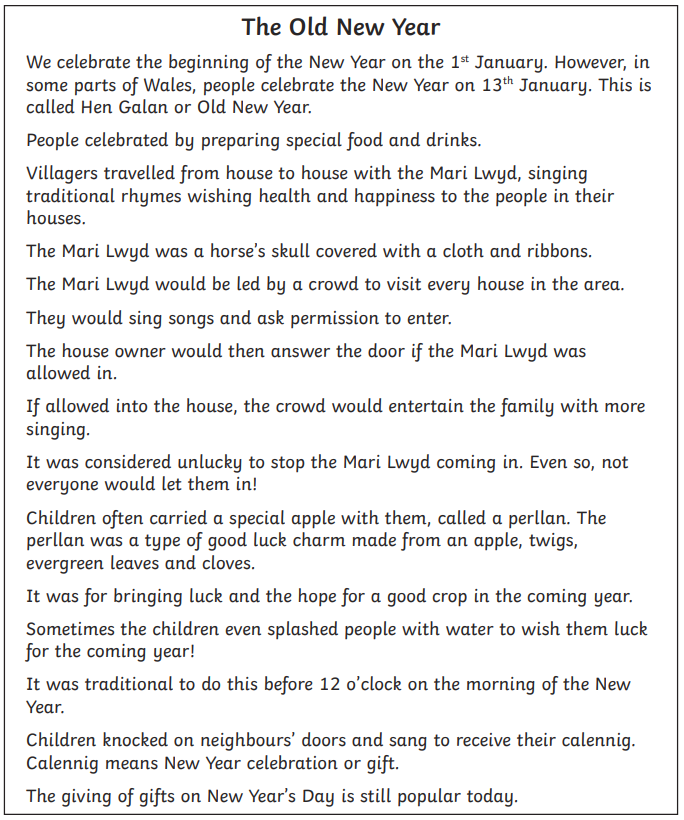 The Old New Year
We celebrate the beginning of the New Year on the 1st January. However, in
some parts of Wales, people celebrate the New Year on 13th January. This is
called Hen Galan or Old New Year.
People celebrated by preparing special food and drinks.
Villagers travelled from house to house with the Mari Lwyd, singing
traditional rhymes wishing health and happiness to the people in their
houses.
The Mari Lwyd was a horse's skull covered with a cloth and ribbons.
The Mari Lwyd would be led by a crowd to visit every house in the area.
They would sing songs and ask permission to enter.
The house owner would then answer the door if the Mari Lwyd was
allowed in.
If allowed into the house, the crowd would entertain the family with more
singing.
It was considered unlucky to stop the Mari Lwyd coming in. Even so, not
everyone would let them in!
Children often carried a special apple with them, called a perllan. The
perllan was a type of good luck charm made from an apple, twigs,
evergreen leaves and cloves.
It was for bringing luck and the hope for a good crop in the coming year.
Sometimes the children even splashed people with water to wish them luck
for the coming year!
It was traditional to do this before 12 o'clock on the morning of the New
Year.
Children knocked on neighbours' doors and sang to receive their calennig.
Calennig means New Year celebration or gift.
The giving of gifts on New Year's Day is still popular today.